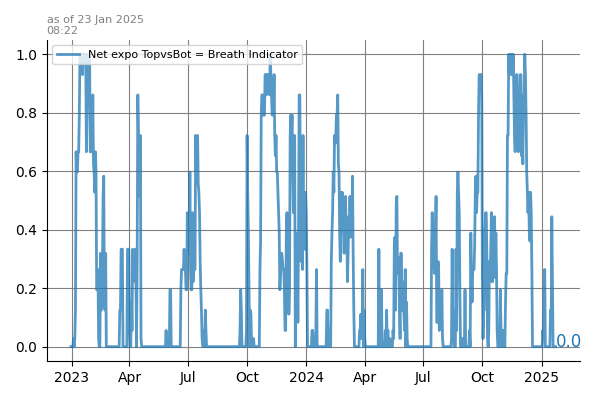 as of 23 Jan 2025
08:22
Net expo TopvsBot = Breath Indicator
1.0
0.8
0.6
0.4
0.2
0.0
0.0
2023 Apr Jul Oct 2024 Apr Jul Oct 2025